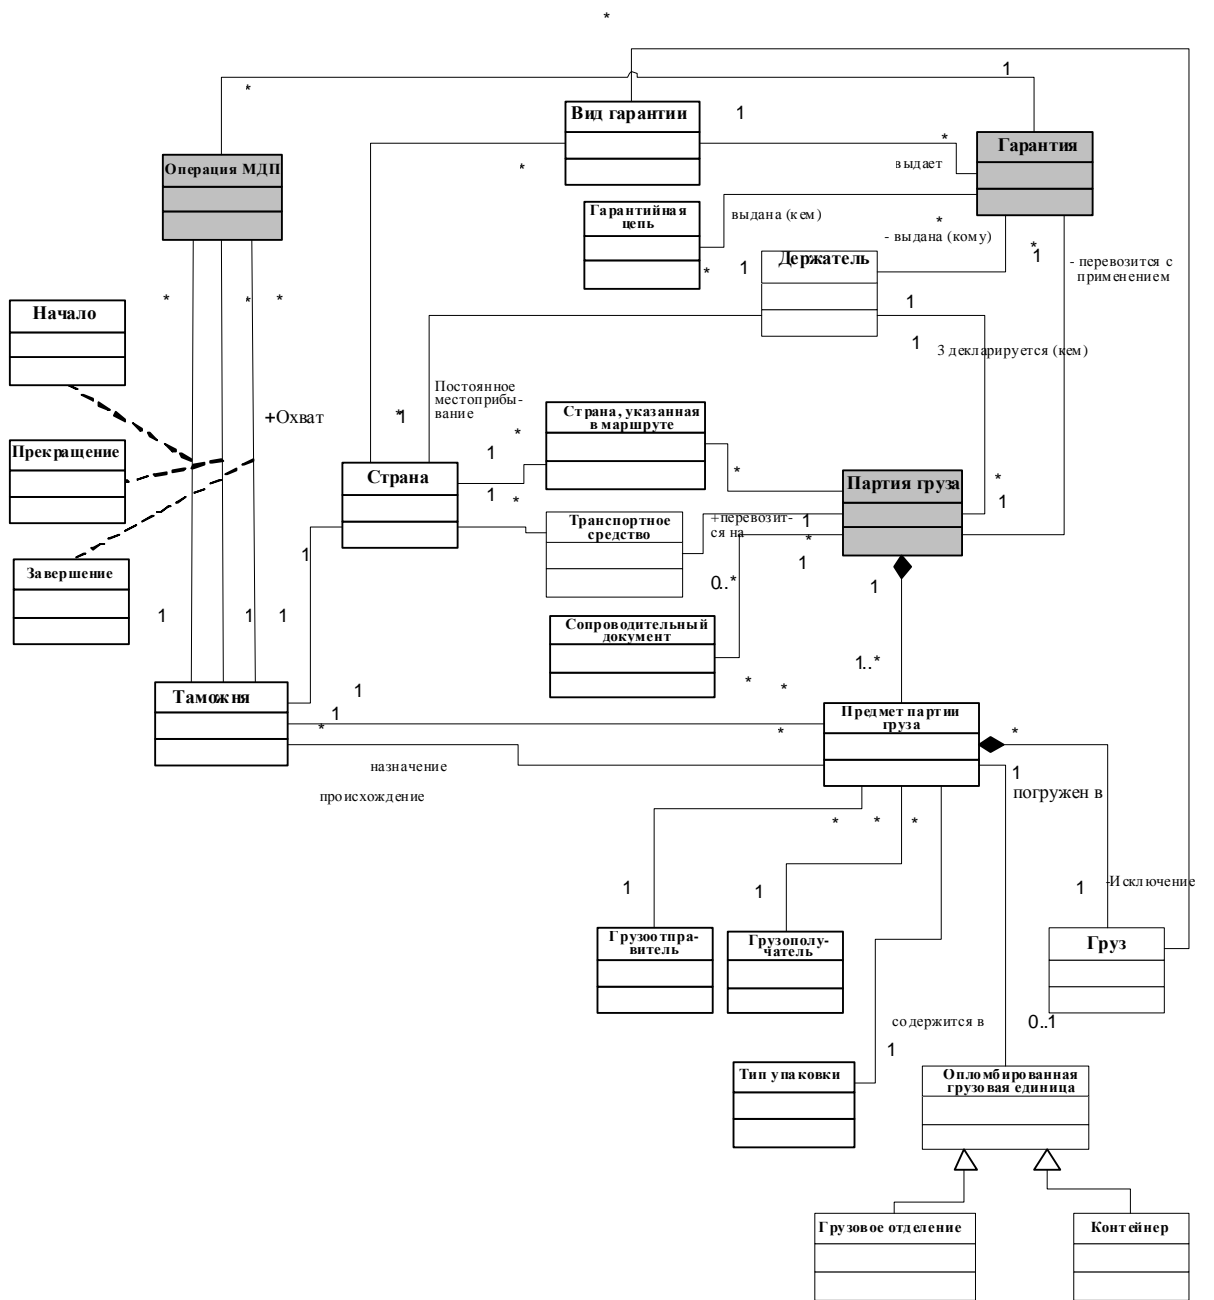 *
1
*
Вид гарантии
1
*
Гарантия
Операция МДП
*
выдает
Гарантийная
цепь
выдана (кем)
*
- выдана (кому)
*
1
Держатель
1
*
- перевозится с
применением
*
*
*
Начало
1
1
3 декларируется (кем)
+Охват
Постоянное
местоприбы-
вание
*
1
Страна, указанная
в маршруте
*
1
Прекращение
Страна
*
Партия груза
*
1
*
1
Транспортное
средство
+перевозит-
ся на
1
*
1
1
Завершение
0..*
1
1
1
1
Сопроводительный
документ
1..*
*
*
Таможня
1
1
*
*
Предмет партии
груза
*
1
назначение
погружен в
происхождение
*
*
*
1
1
1
-Исключение
Грузоотпра-
витель
Грузополу-
чатель
Груз
содержится в
0..1
1
Тип упаковки
Опломбированная
грузовая единица
Грузовое отделение
Контейнер